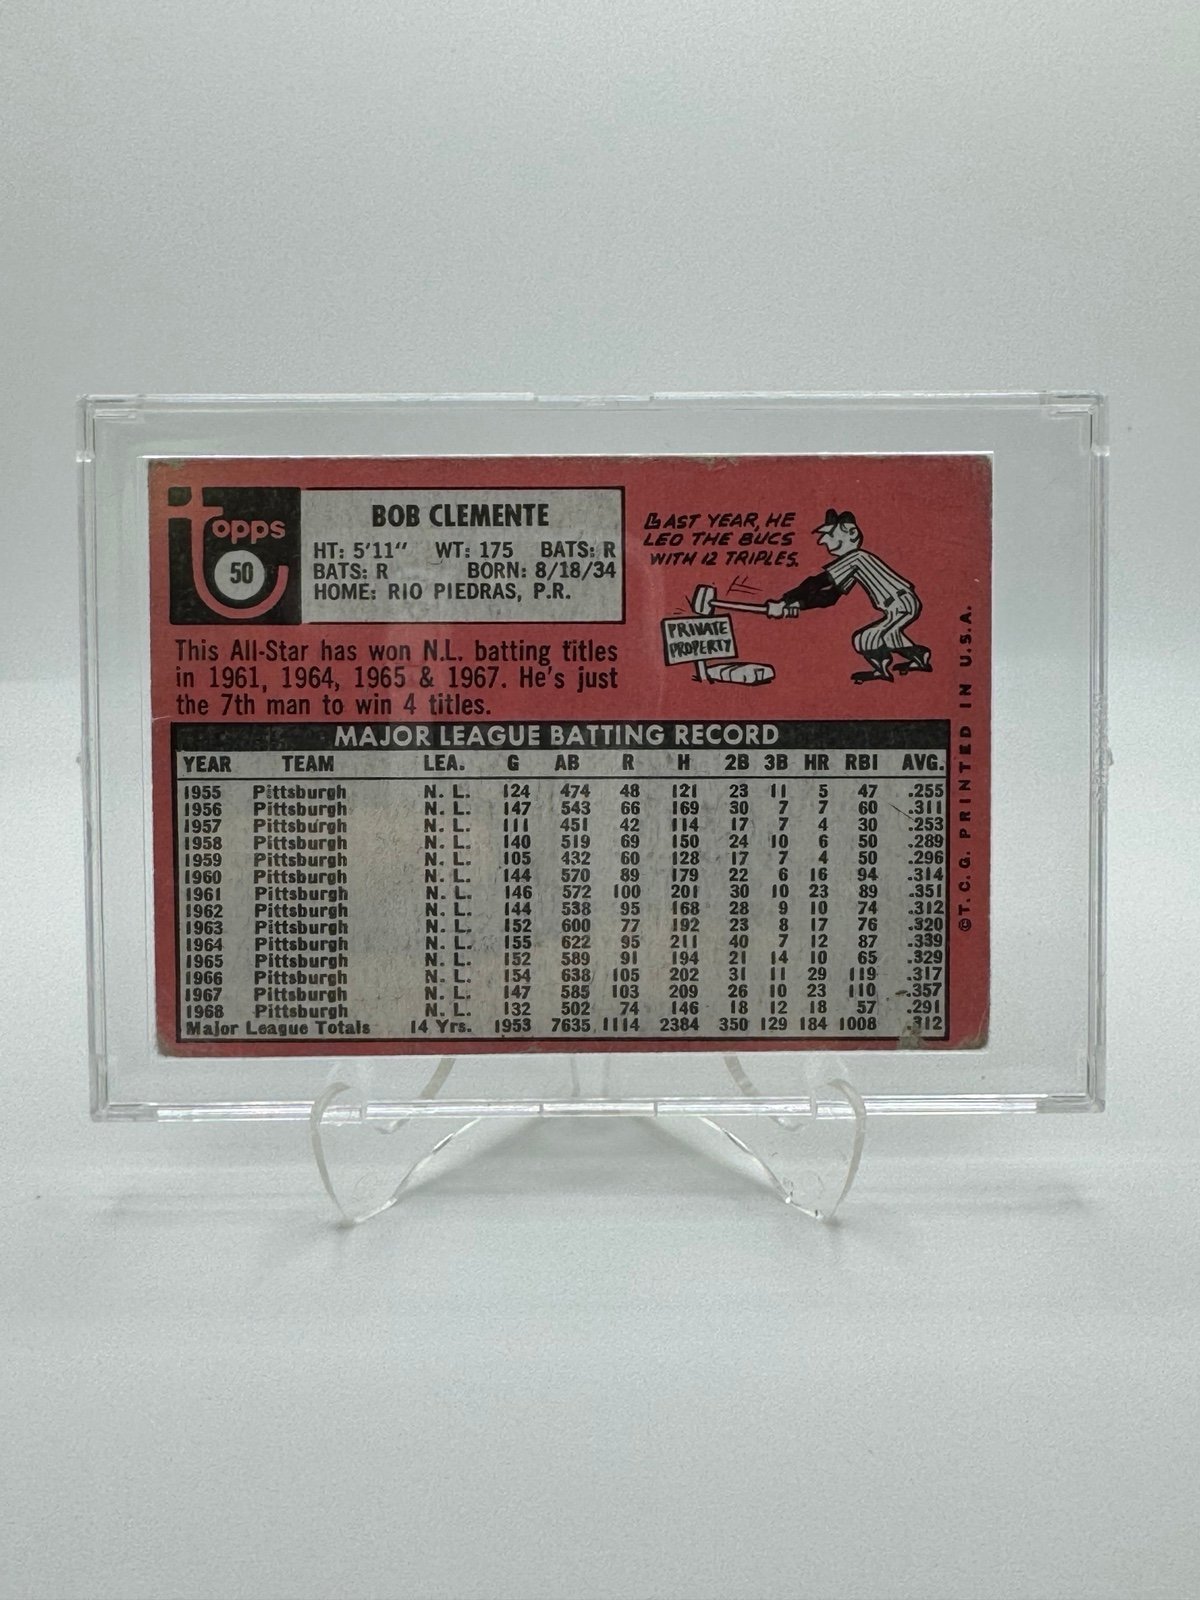 Topps
50
BOB CLEMENTE
HT: 5'11" WT: 175 BATS: R
BATS: R BORN: 8/18/34
HOME: RIO PIEDRAS, P.R.
This All-Star has won N.L. batting titles
in 1961, 1964, 1965 & 1967. He's just
the 7th man to win 4 titles.
LAST YEAR, HE
LED THE BUCS
WITH 12 TRIPLES.
PRIVATE
PROPERTY
MAJOR LEAGUE BATTING RECORD
YEAR TEAM LEA. G AB R H 2B 3B HR RBI AVG.
1955 Pittsburgh N. L. 124 474 48 121 23 11 5 47 .255
1956 Pittsburgh N. L. 147 543 66 169 30 7 7 60 .311
1957 Pittsburgh N. L. 111 451 42 114 17 7 4 30 .253
1958 Pittsburgh N. L. 140 519 69 150 24 10 6 50 .289
1959 Pittsburgh N. L. 105 432 60 128 17 7 4 50 .296
1960 Pittsburgh N. L. 144 570 89 179 22 6 16 94 .314
1961 Pittsburgh N. L. 146 572 100 201 30 10 23 89 .351
1962 Pittsburgh N. L. 144 538 95 168 28 9 10 74 .312
1963 Pittsburgh N. L. 152 600 77 192 23 8 17 76 .320
1964 Pittsburgh N. L. 155 622 95 211 40 7 12 87 .339
1965 Pittsburgh N. L. 152 589 91 194 21 14 10 65 .329
1966 Pittsburgh N. L. 154 638 105 202 31 11 29 119 .317
1967 Pittsburgh N. L. 147 585 103 209 26 10 23 110 .357
1968 Pittsburgh N. L. 132 502 74 146 18 12 18 57 .291
Major League Totals 14 Yrs. 1953 7635 1114 2384 350 129 184 1008 .312
©T.C.G. PRINTED IN U.S.A.